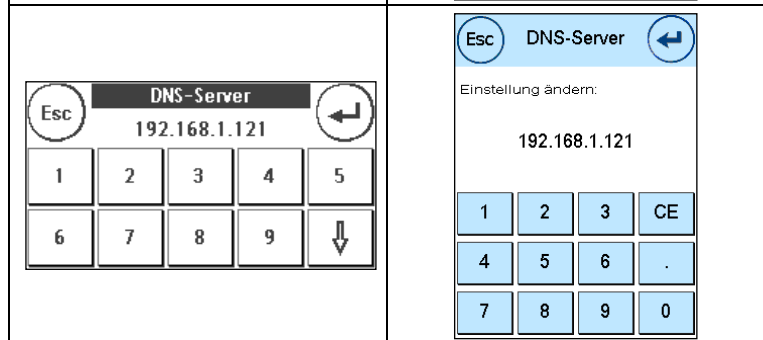 Esc DNS-Server
192.168.1.121
1 2 3 4 5
6 7 8 9
Esc DNS-Server
Einstellung ändern:
192.168.1.121
1 2 3 CE
4 5 6 .
7 8 9 0